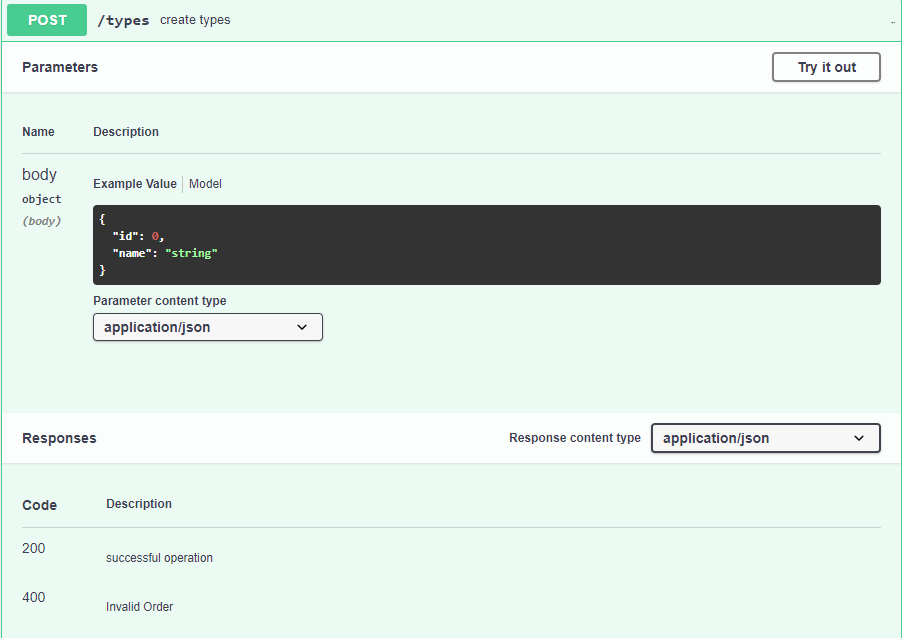 POST /types create types
Parameters Try it out
Name Description
body
object
(body)
Example Value Model
{
"id": 0,
"name": "string"
}
Parameter content type
application/json
Responses Response content type application/json
Code Description
200 successful operation
400 Invalid Order